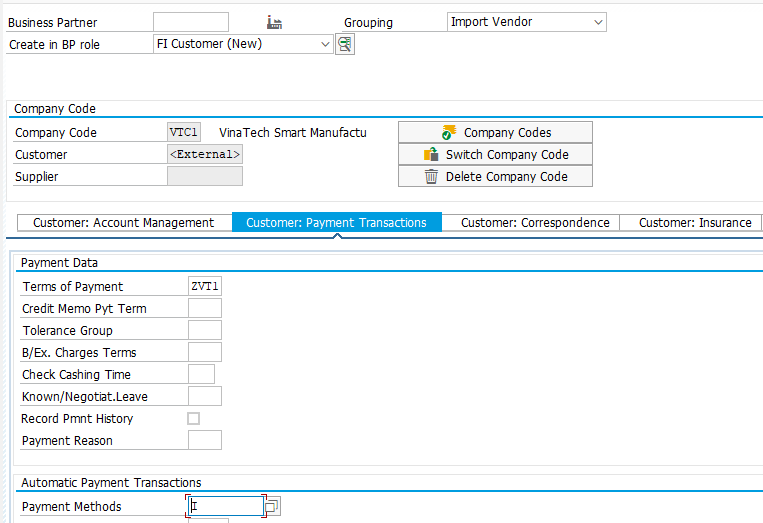 Business Partner Grouping Import Vendor
Create in BP role FI Customer (New)
Company Code
Company Code VTC1 VinaTech Smart Manufactu Company Codes
Customer <External> Switch Company Code
Supplier Delete Company Code
Customer: Account Management Customer: Payment Transactions Customer: Correspondence Customer: Insurance
Payment Data
Terms of Payment ZVT1
Credit Memo Pyt Term
Tolerance Group
B/Ex. Charges Terms
Check Cashing Time
Known/Negotiat.Leave
Record Pmnt History
Payment Reason
Automatic Payment Transactions
Payment Methods I